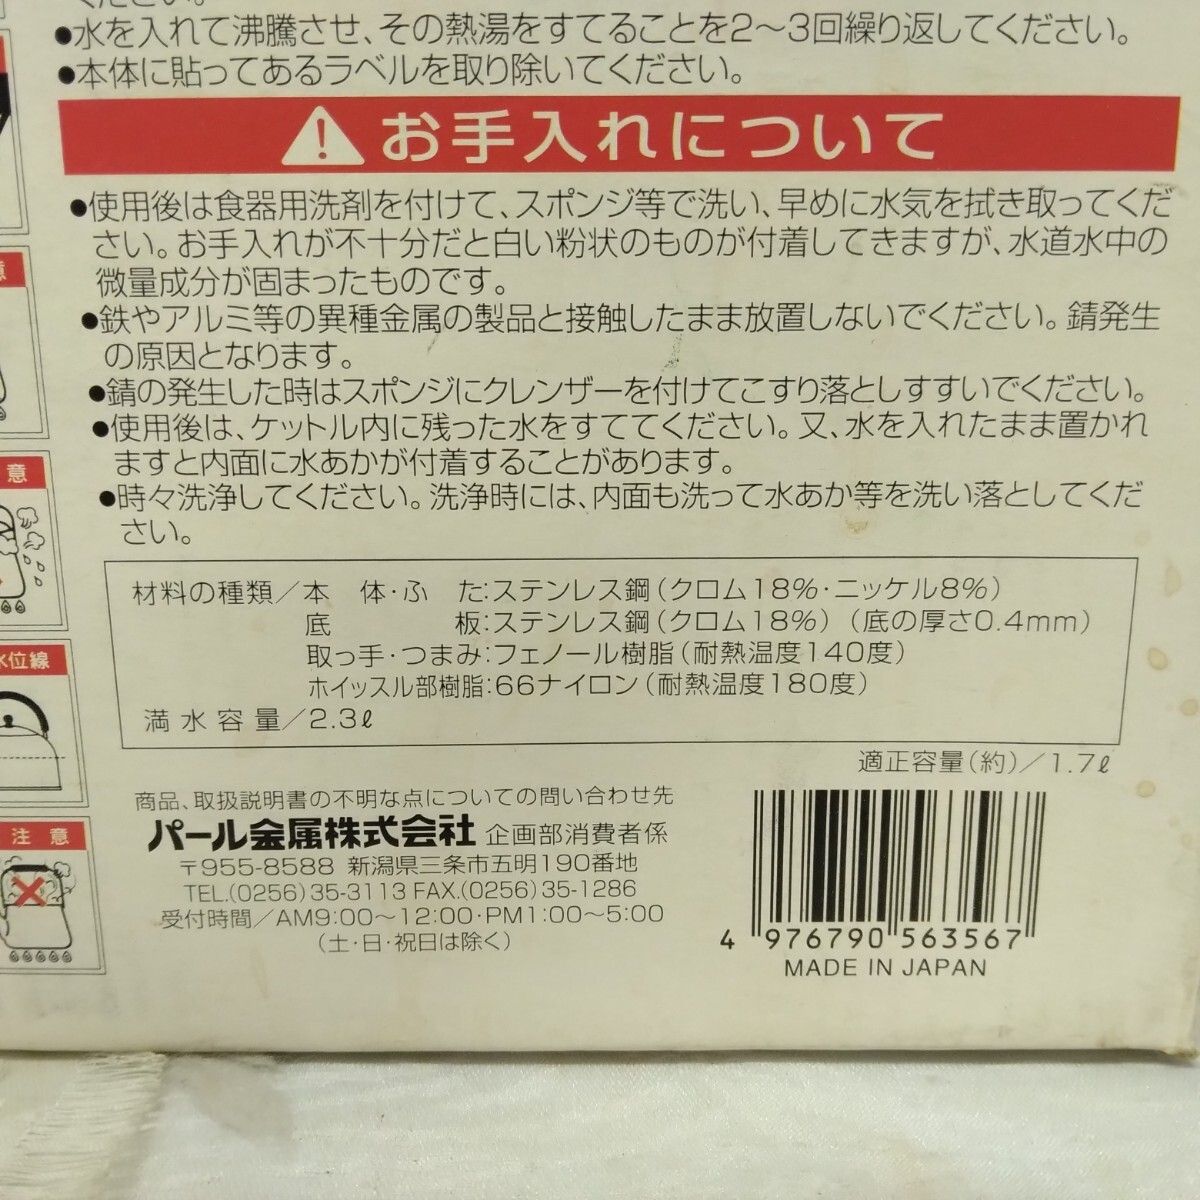 ください。
●水を入れて沸騰させ、その熱湯をすてることを2〜3回繰り返してください。
●本体に貼ってあるラベルを取り除いてください。
お手入れについて
●使用後は食器用洗剤を付けて、スポンジ等で洗い、早めに水気を拭き取ってくだ
さい。お手入れが不十分だと白い粉状のものが付着してきますが、水道水中の
微量成分が固まったものです。
●鉄やアルミ等の異種金属の製品と接触したまま放置しないでください。錆発生
の原因となります。
●錆の発生した時はスポンジにクレンザーを付けてこすり落としすすいでください。
●使用後は、ケットル内に残った水をすててください。又、水を入れたまま置かれ
ますと内面に水あかが付着することがあります。
●時々洗浄してください。洗浄時には、内面も洗って水あか等を洗い落としてくだ
さい。
意
意
水位線
注意
材料の種類／本体・ふた:ステンレス鋼(クロム18%・ニッケル8%)
底板:ステンレス鋼(クロム18%)(底の厚さ0.4mm)
取っ手・つまみ:フェノール樹脂(耐熱温度140度)
ホイッスル部樹脂:66ナイロン(耐熱温度180度)
満水容量／2.3ℓ
適正容量(約)／1.7ℓ
商品、取扱説明書の不明な点についての問い合わせ先
パール金属株式会社 企画部消費者係
〒955-8588 新潟県三条市五明190番地
TEL.(0256)35-3113 FAX.(0256)35-1286
受付時間／AM9:00〜12:00・PM1:00〜5:00
(土・日・祝日は除く)
4 976790 563567
MADE IN JAPAN